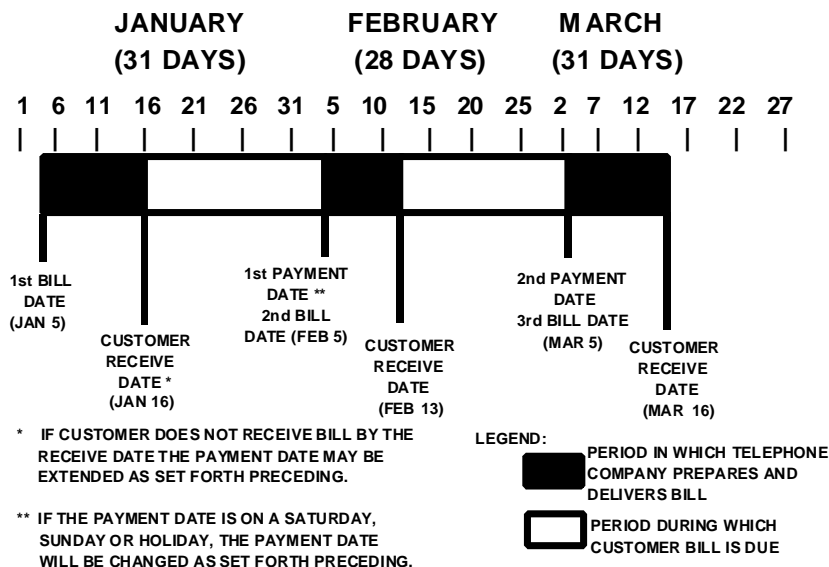 JANUARY FEBRUARY MARCH
(31 DAYS) (28 DAYS) (31 DAYS)
1 6 11 16 21 26 31 5 10 15 20 25 2 7 12 17 22 27
1st BILL
DATE
(JAN 5)
CUSTOMER
RECEIVE
DATE *
(JAN 16)
1st PAYMENT
DATE **
2nd BILL
DATE (FEB 5)
CUSTOMER
RECEIVE
DATE
(FEB 13)
2nd PAYMENT
DATE
3rd BILL DATE
(MAR 5)
CUSTOMER
RECEIVE
DATE
(MAR 16)
* IF CUSTOMER DOES NOT RECEIVE BILL BY THE
RECEIVE DATE THE PAYMENT DATE MAY BE
EXTENDED AS SET FORTH PRECEDING.
** IF THE PAYMENT DATE IS ON A SATURDAY,
SUNDAY OR HOLIDAY, THE PAYMENT DATE
WILL BE CHANGED AS SET FORTH PRECEDING.
LEGEND:
PERIOD IN WHICH TELEPHONE
COMPANY PREPARES AND
DELIVERS BILL
PERIOD DURING WHICH
CUSTOMER BILL IS DUE